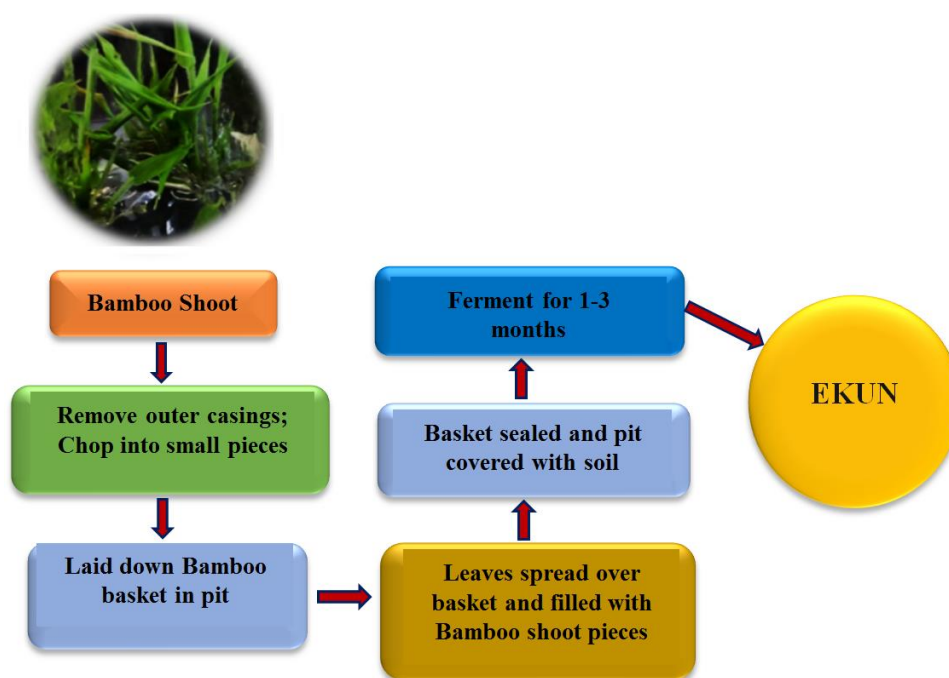 Bamboo Shoot
Remove outer casings;
Chop into small pieces
Laid down Bamboo
basket in pit
Leaves spread over
basket and filled with
Bamboo shoot pieces
Basket sealed and pit
covered with soil
Ferment for 1-3
months
EKUN